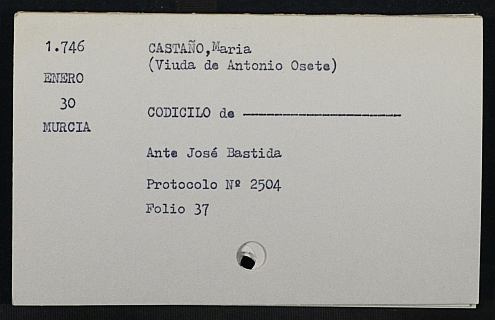 1.746
ENERO
30
MURCIA
CASTAÑO,Maria
(Viuda de Antonio Osete)
CODICILO de ----------------------
Ante José Bastida
Protocolo Nº 2504
Folio 37